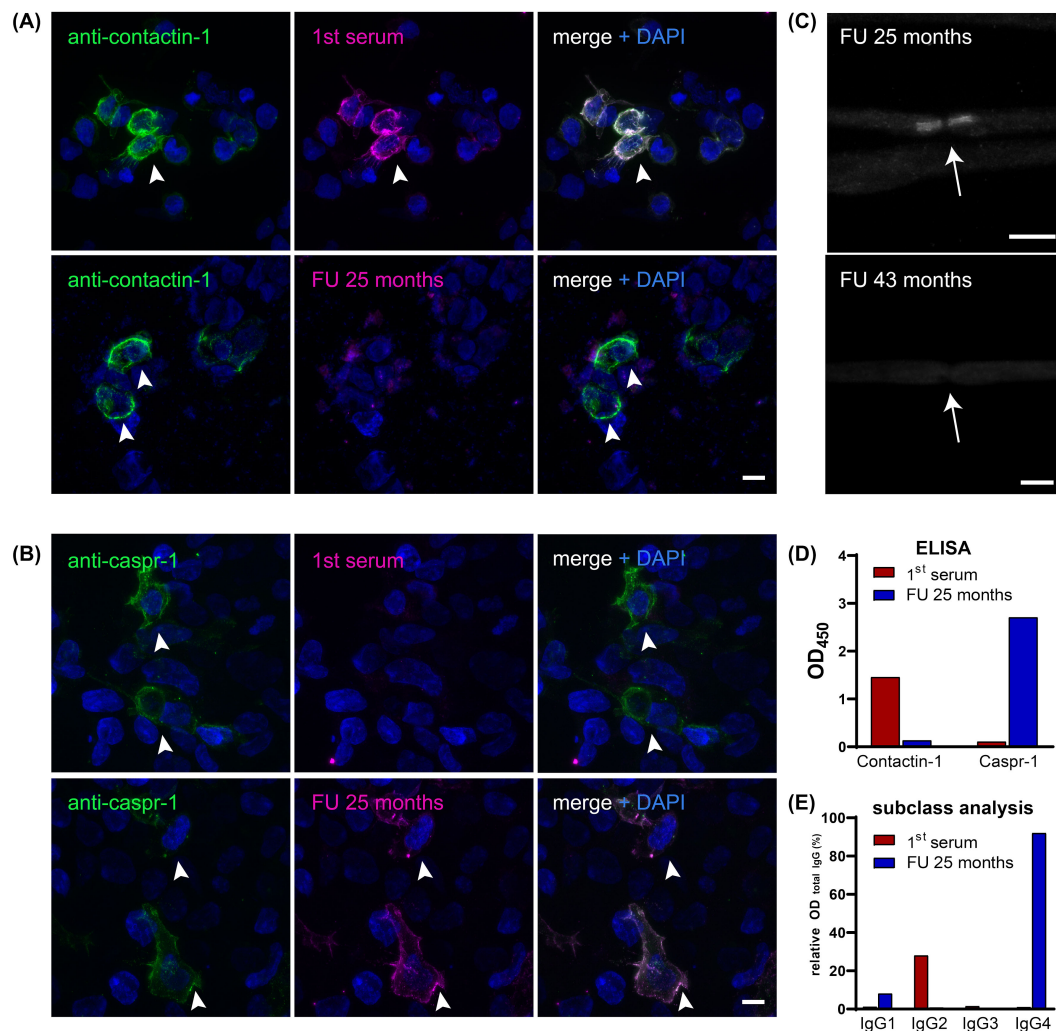 (A)
anti-contactin-1
1st serum
merge + DAPI
anti-contactin-1
FU 25 months
merge + DAPI
(B)
anti-caspr-1
1st serum
merge + DAPI
anti-caspr-1
FU 25 months
merge + DAPI
(C)
FU 25 months
FU 43 months
(D)
ELISA
1st serum
FU 25 months
OD450
4
3
2
1
0
Contactin-1 Caspr-1
(E)
subclass analysis
1st serum
FU 25 months
relative OD total IgG (%)
100
80
60
40
20
0
IgG1 IgG2 IgG3 IgG4